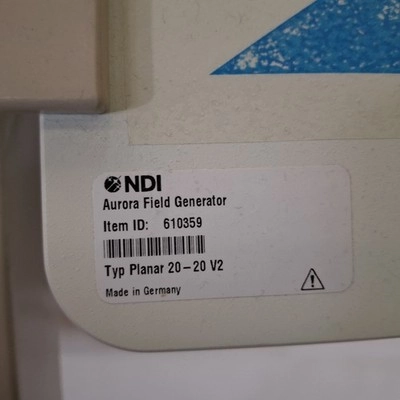 NDI
Aurora Field Generator
Item ID: 610359
Typ Planar 20-20 V2
Made in Germany